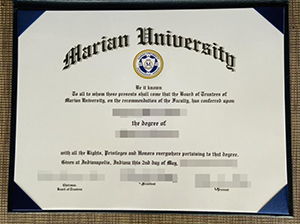 Marian University
Be it known
To all to whom these presents shall come that the Board of Trustees of
Marian University, on the recommendation of the Faculty, has conferred upon
the degree of
with all the Rights, Privileges and Honors everywhere pertaining to that degree.
Given at Indianapolis, Indiana this 2nd day of May,
Chairman
Board of Trustees
President